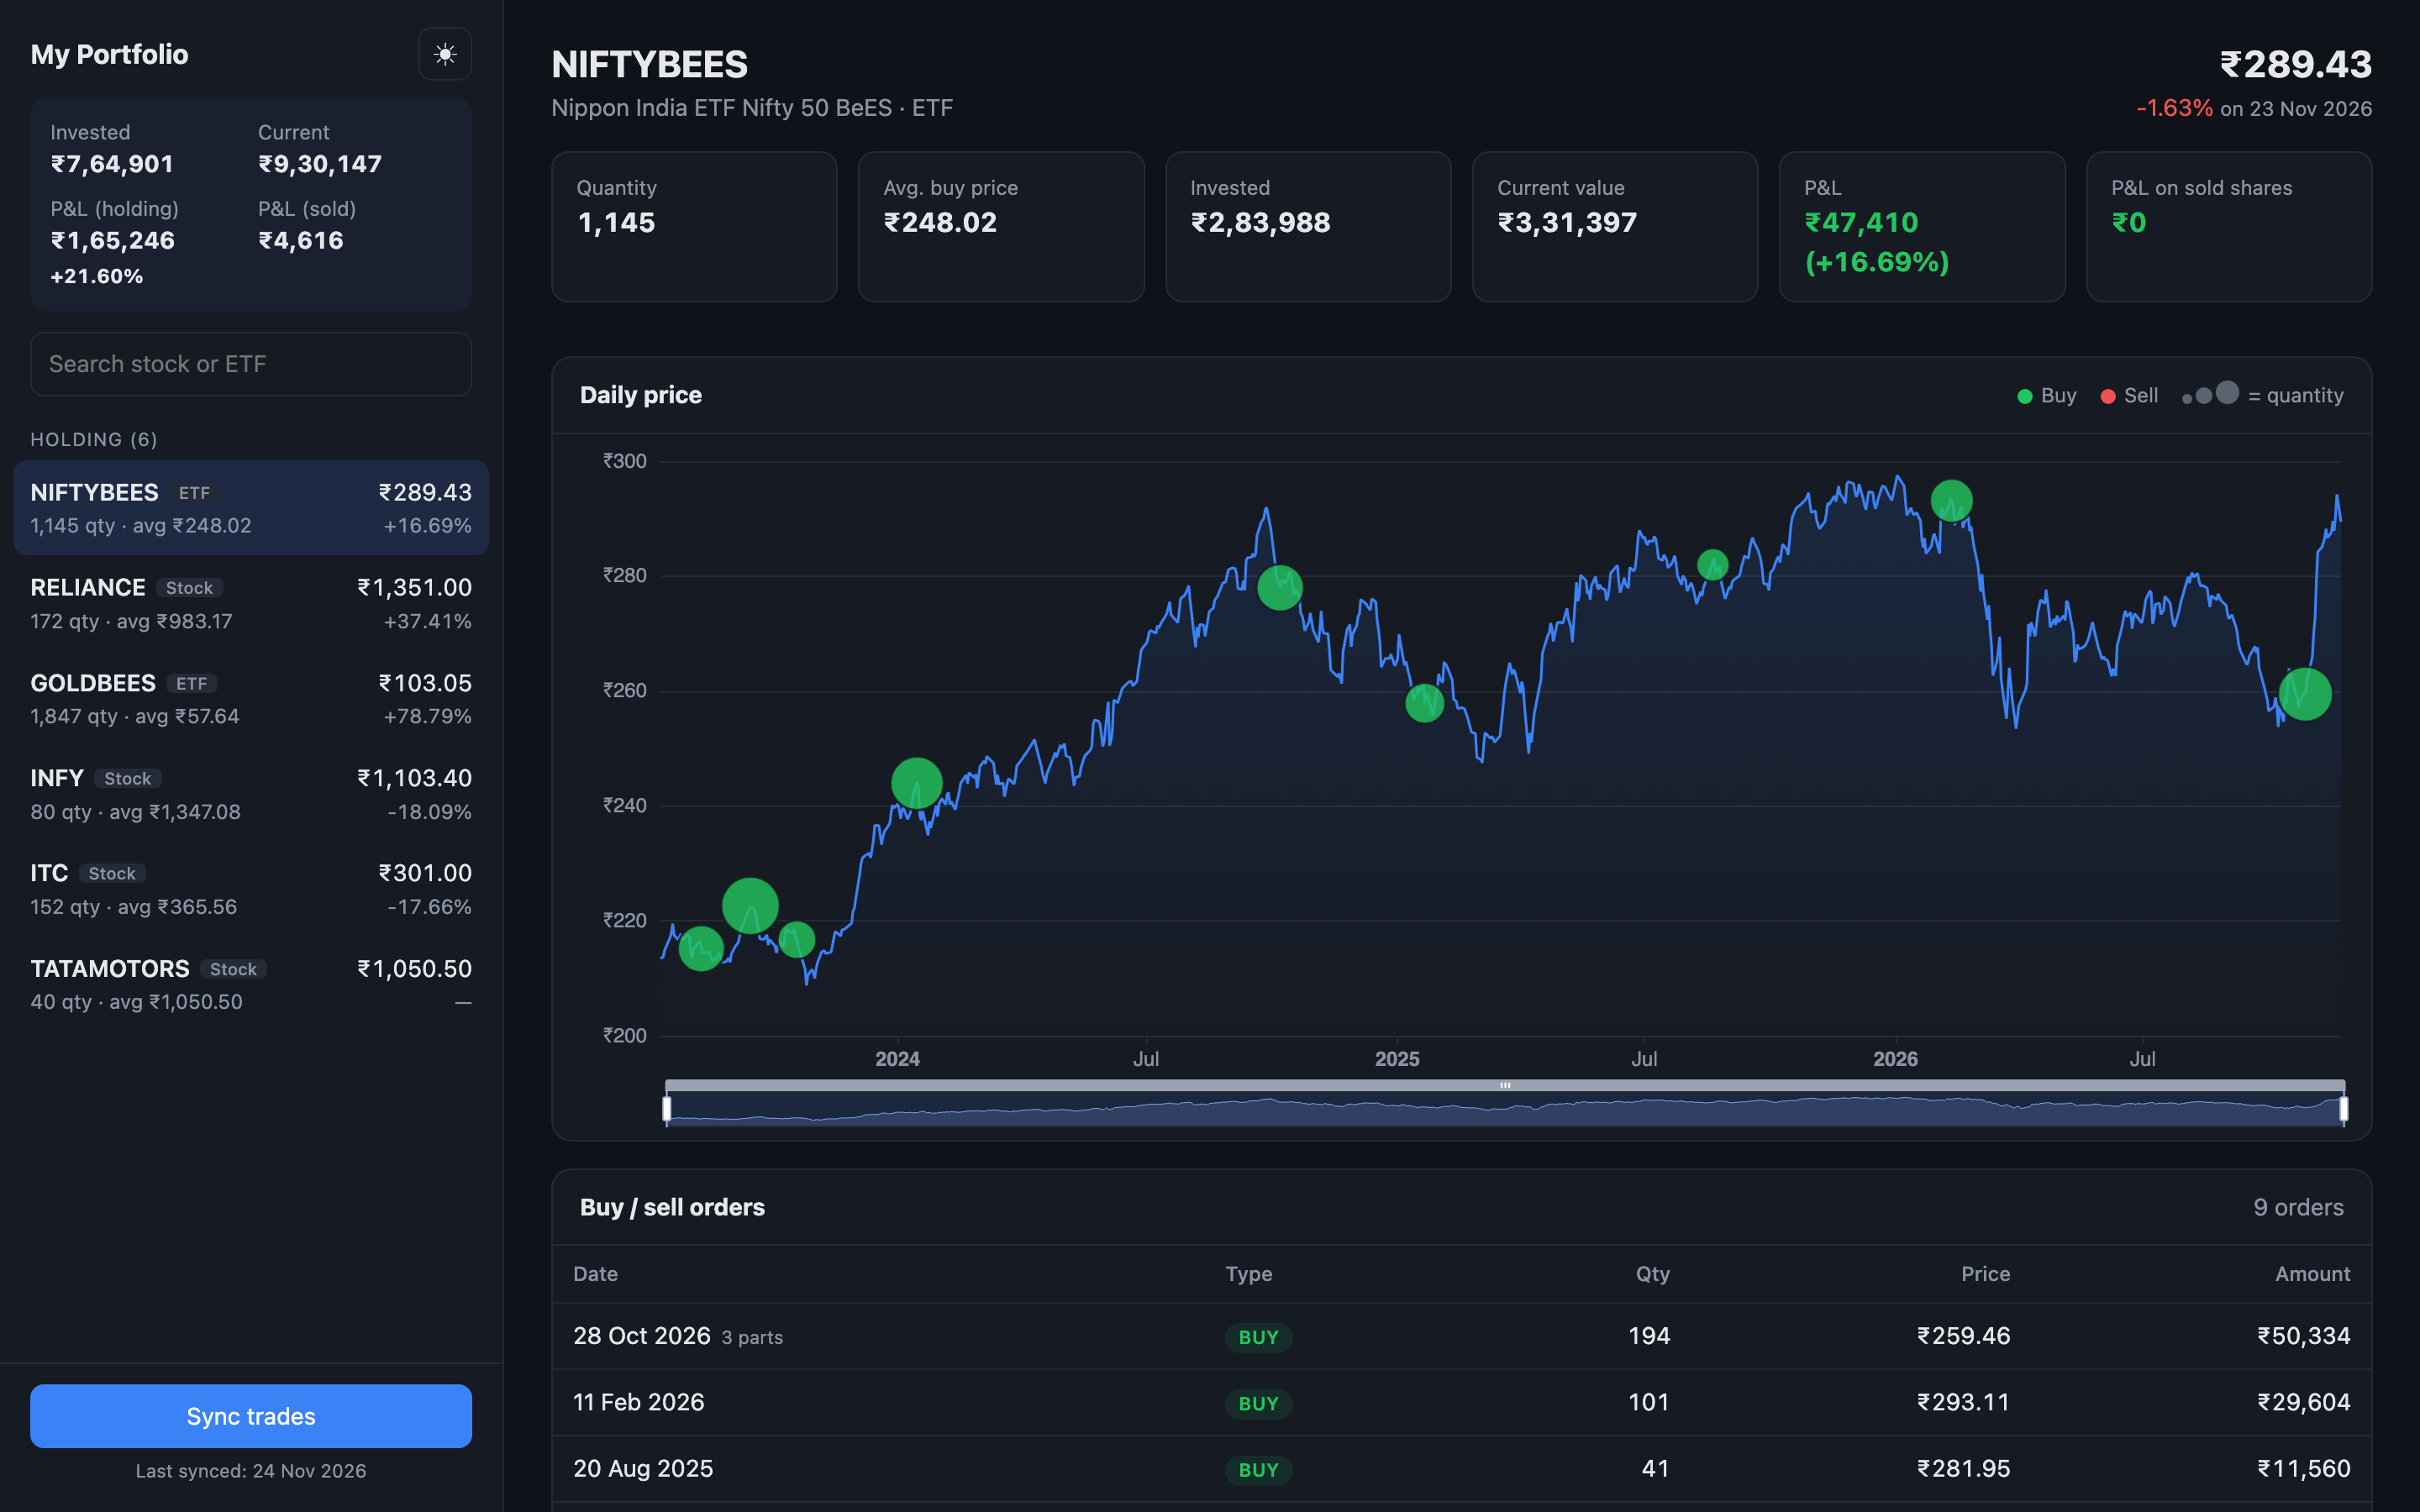 My Portfolio
Invested
₹7,64,901
Current
₹9,30,147
P&L (holding)
₹1,65,246
+21.60%
P&L (sold)
₹4,616
Search stock or ETF
HOLDING (6)
NIFTYBEES ETF ₹289.43
1,145 qty · avg ₹248.02 +16.69%
RELIANCE Stock ₹1,351.00
172 qty · avg ₹983.17 +37.41%
GOLDBEES ETF ₹103.05
1,847 qty · avg ₹57.64 +78.79%
INFY Stock ₹1,103.40
80 qty · avg ₹1,347.08 -18.09%
ITC Stock ₹301.00
152 qty · avg ₹365.56 -17.66%
TATAMOTORS Stock ₹1,050.50
40 qty · avg ₹1,050.50 —
Sync trades
Last synced: 24 Nov 2026
NIFTYBEES
Nippon India ETF Nifty 50 BeES · ETF
₹289.43
-1.63% on 23 Nov 2026
Quantity
1,145
Avg. buy price
₹248.02
Invested
₹2,83,988
Current value
₹3,31,397
P&L
₹47,410
(+16.69%)
P&L on sold shares
₹0
Daily price
Buy Sell = quantity
₹300
₹280
₹260
₹240
₹220
₹200
2024 Jul 2025 Jul 2026 Jul
Buy / sell orders 9 orders
Date Type Qty Price Amount
28 Oct 2026 3 parts BUY 194 ₹259.46 ₹50,334
11 Feb 2026 BUY 101 ₹293.11 ₹29,604
20 Aug 2025 BUY 41 ₹281.95 ₹11,560